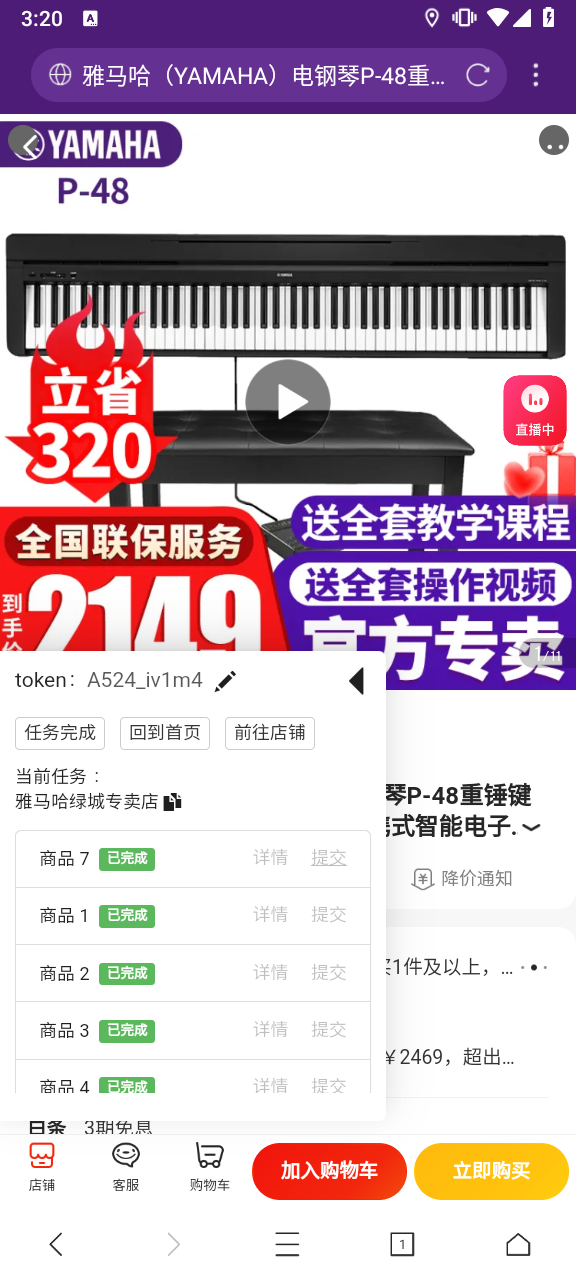 3:20
A
雅马哈（YAMAHA）电钢琴P-48重...
YAMAHA
P-48
YAMAHA
立省
320
直播中
全国联保服务
到手价
2149
送全套教学课程
送全套操作视频
官方专卖
1/11
token: A524_iv1m4
任务完成 回到首页 前往店铺
当前任务：
雅马哈绿城专卖店
琴P-48重锤键
携式智能电子.
降价通知
商品 7 已完成 详情 提交
商品 1 已完成 详情 提交
买1件及以上，...
商品 2 已完成 详情 提交
商品 3 已完成 详情 提交
¥2469，超出...
商品 4 已完成 详情 提交
白条 3期免息
店铺 客服 购物车 加入购物车 立即购买
1